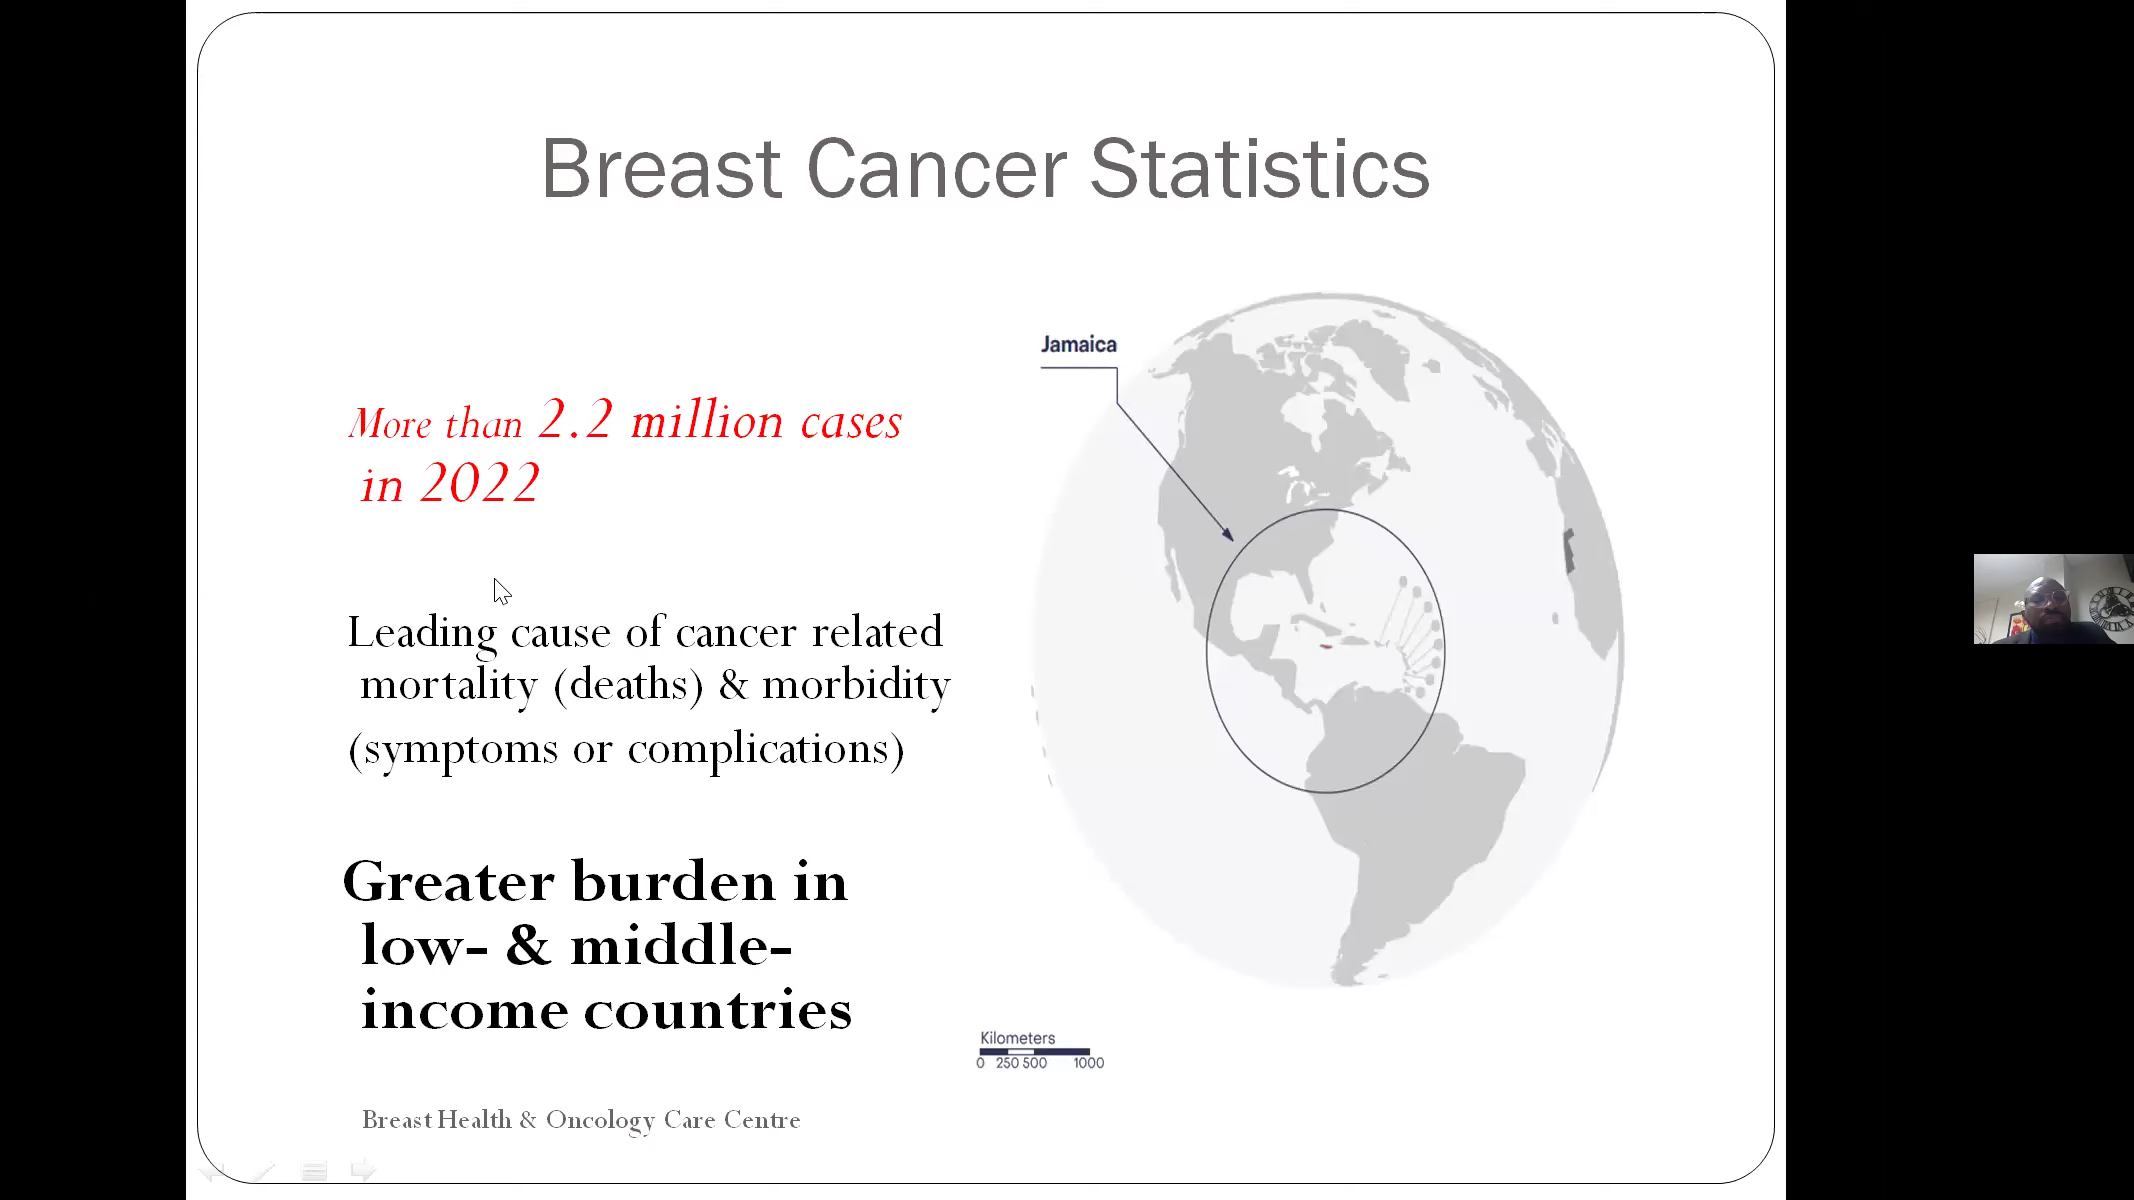 Breast Cancer Statistics
More than 2.2 million cases
in 2022
Leading cause of cancer related
mortality (deaths) & morbidity
(symptoms or complications)
Greater burden in
low- & middle-
income countries
Jamaica
Kilometers
0 250 500 1000
Breast Health & Oncology Care Centre